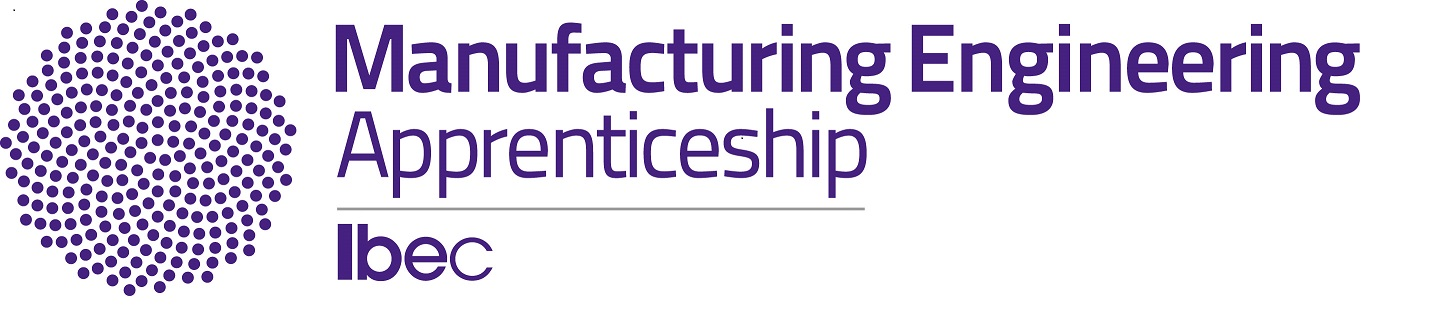 Manufacturing Engineering
Apprenticeship
Ibec